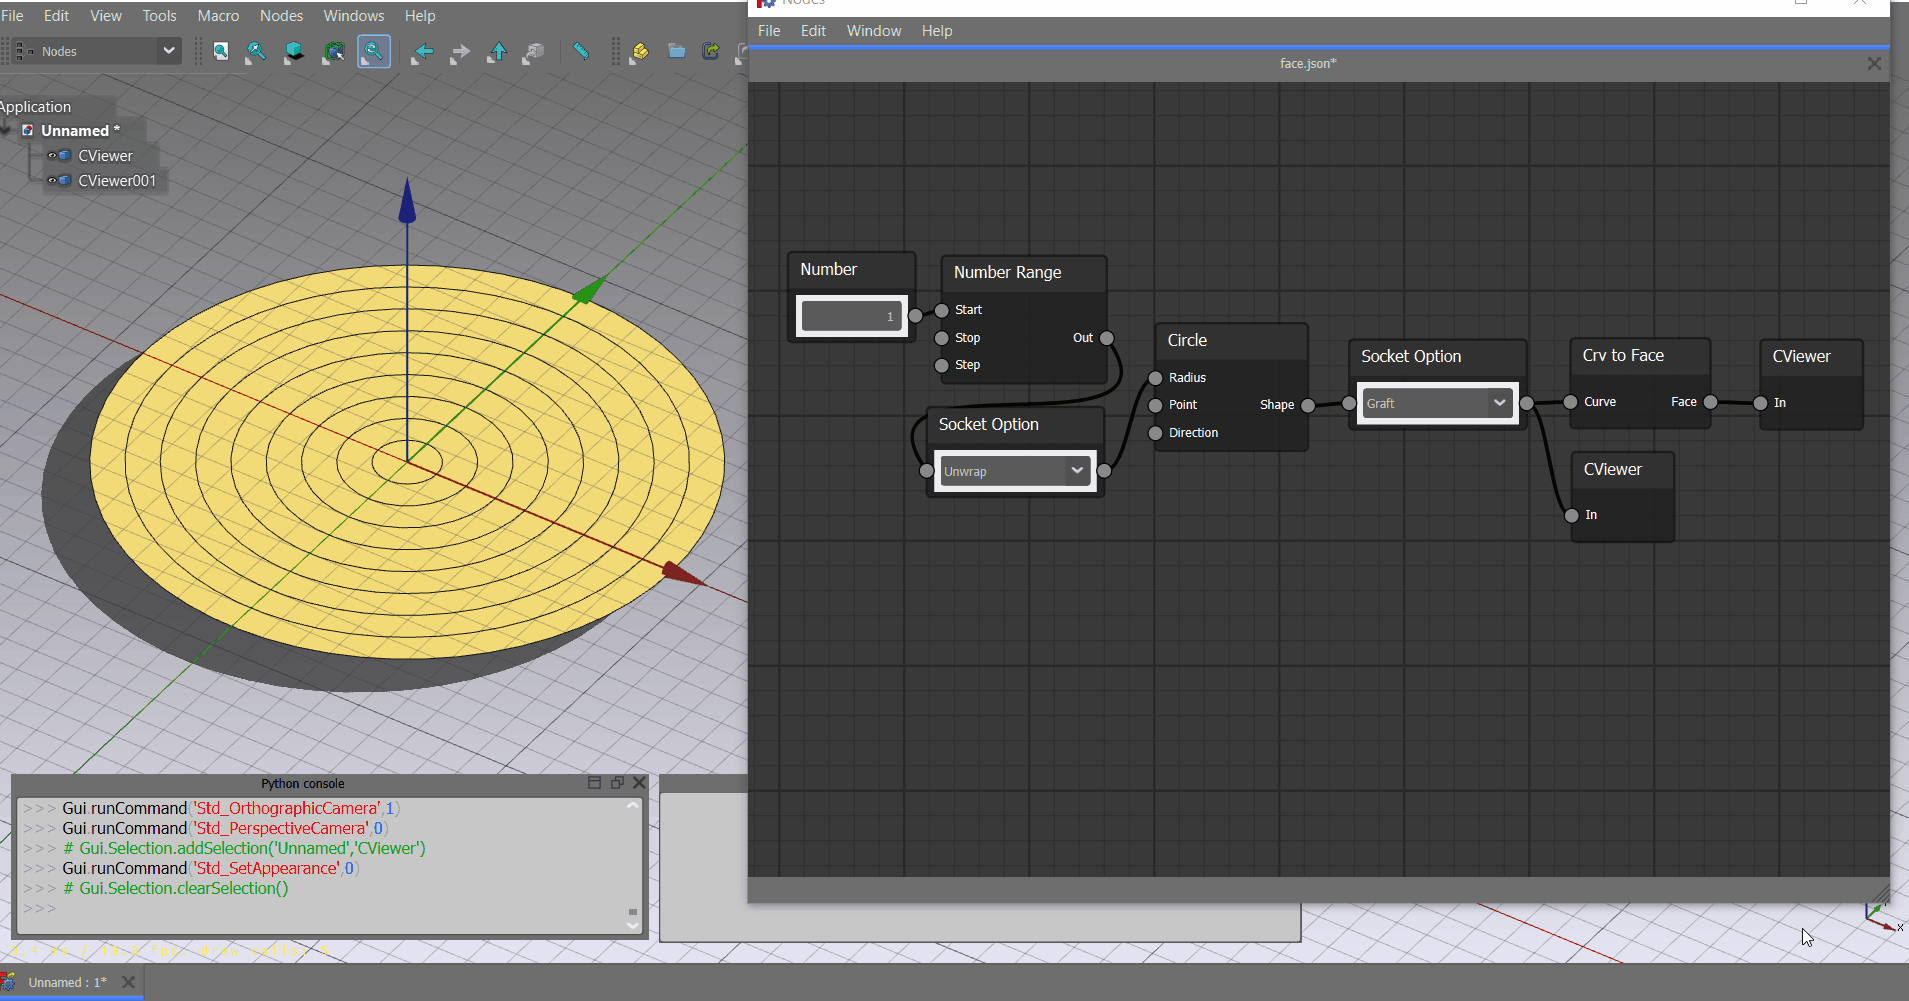 File Edit View Tools Macro Nodes Windows Help
Nodes
Application
Unnamed *
CViewer
CViewer001
Nodes
File Edit Window Help
face.json*
Number
1
Number Range
Start
Stop
Out
Step
Socket Option
Unwrap
Circle
Radius
Point
Shape
Direction
Socket Option
Graft
Crv to Face
Curve
Face
CViewer
In
CViewer
In
Python console
>>> Gui.runCommand('Std_OrthographicCamera',1)
>>> Gui.runCommand('Std_PerspectiveCamera',0)
>>> # Gui.Selection.addSelection('Unnamed','CViewer')
>>> Gui.runCommand('Std_SetAppearance',0)
>>> # Gui.Selection.clearSelection()
>>>
draw calls: 5
x
Unnamed : 1*